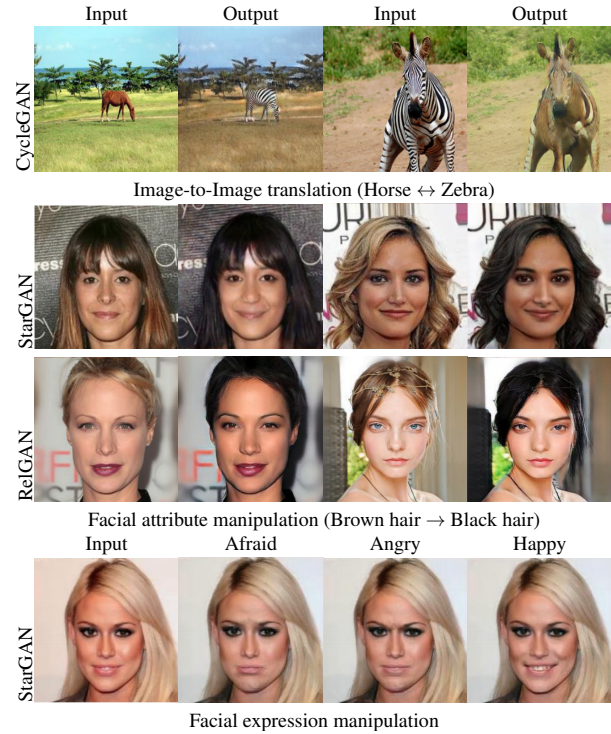 Input Output Input Output
CycleGAN
Image-to-Image translation (Horse ↔ Zebra)
StarGAN
RelGAN
Facial attribute manipulation (Brown hair → Black hair)
Input Afraid Angry Happy
StarGAN
Facial expression manipulation